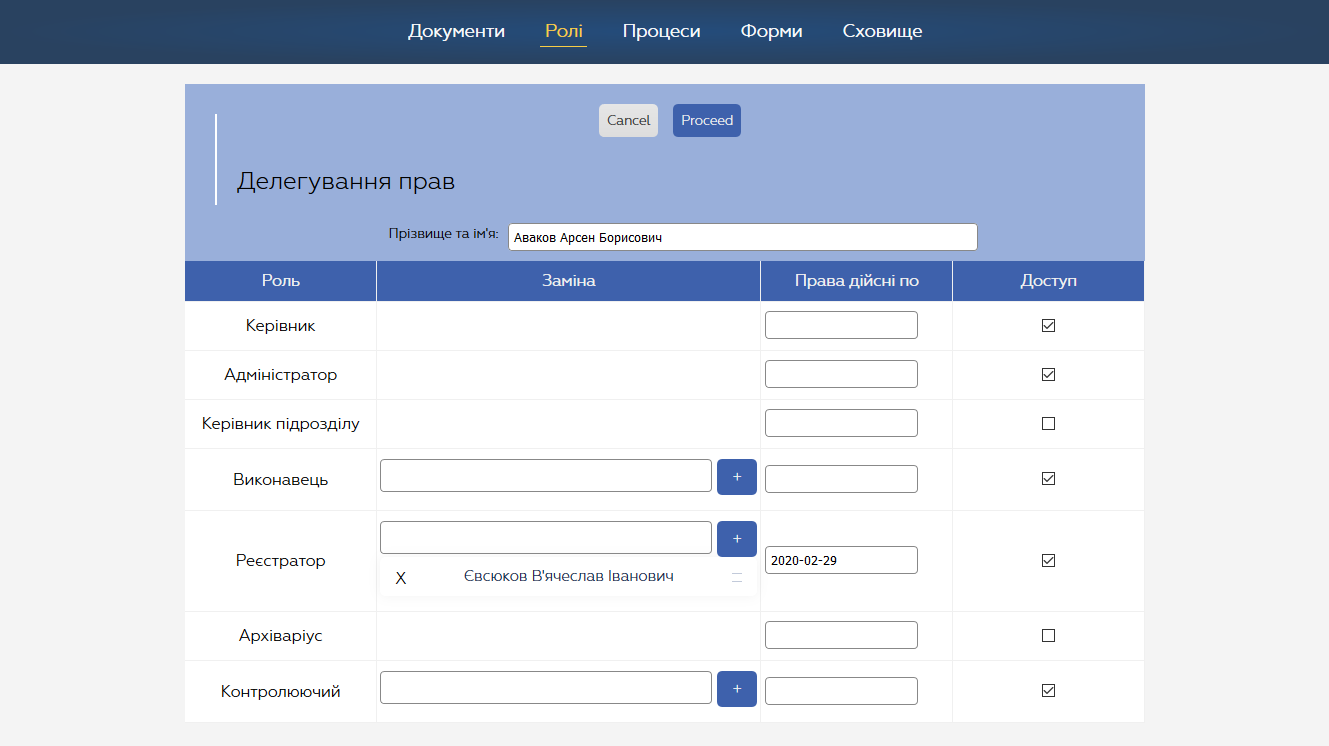 Документи Ролі Процеси Форми Сховище
Cancel Proceed
Делегування прав
Прізвище та ім'я: Аваков Арсен Борисович
Роль Заміна Права дійсні по Доступ
Керівник
Адміністратор
Керівник підрозділу
Виконавець +
Реєстратор + 2020-02-29
X Євсюков В'ячеслав Іванович
Архіваріус
Контролюючий +